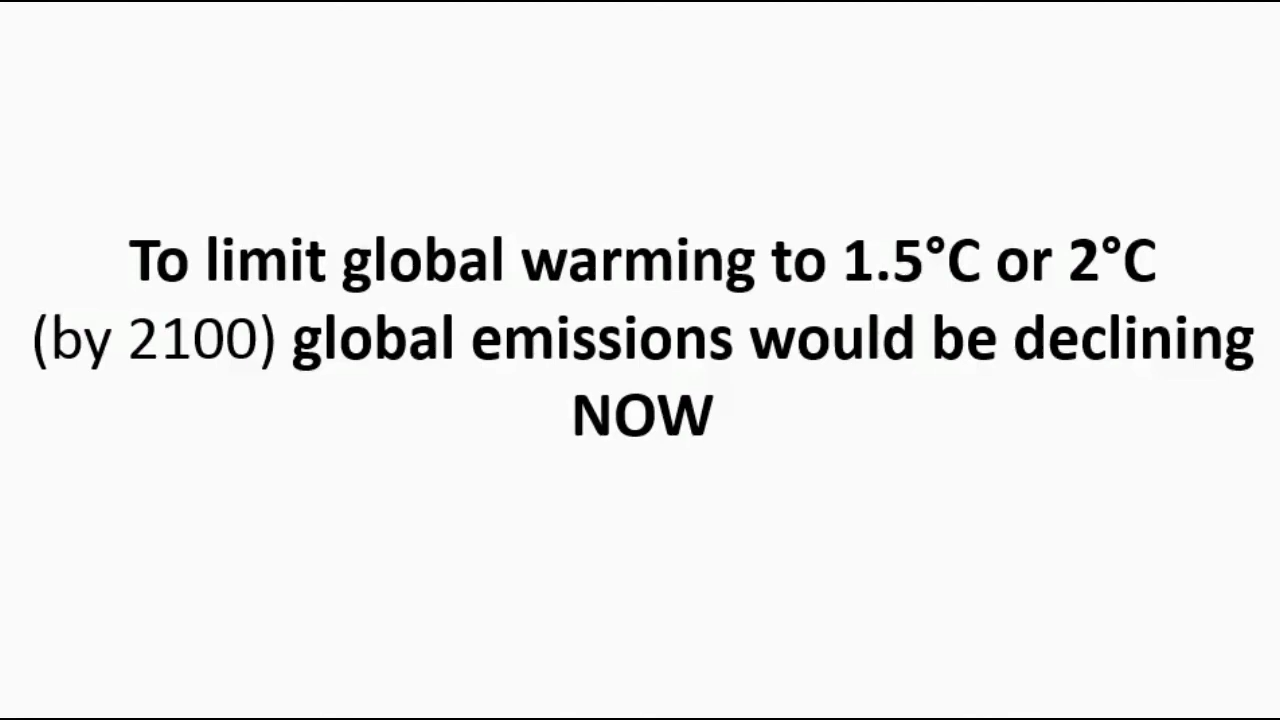 To limit global warming to 1.5°C or 2°C
(by 2100) global emissions would be declining
NOW